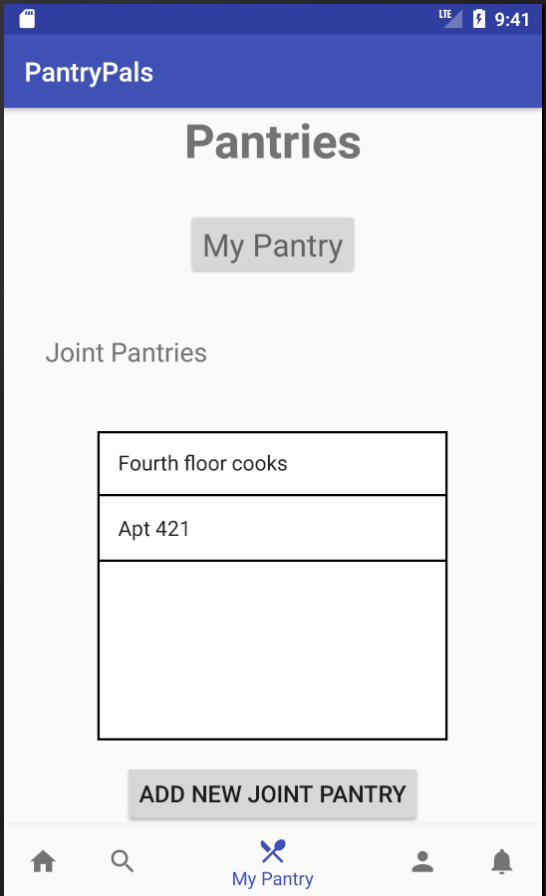 LTE 9:41
PantryPals
Pantries
My Pantry
Joint Pantries
Fourth floor cooks
Apt 421
ADD NEW JOINT PANTRY
My Pantry